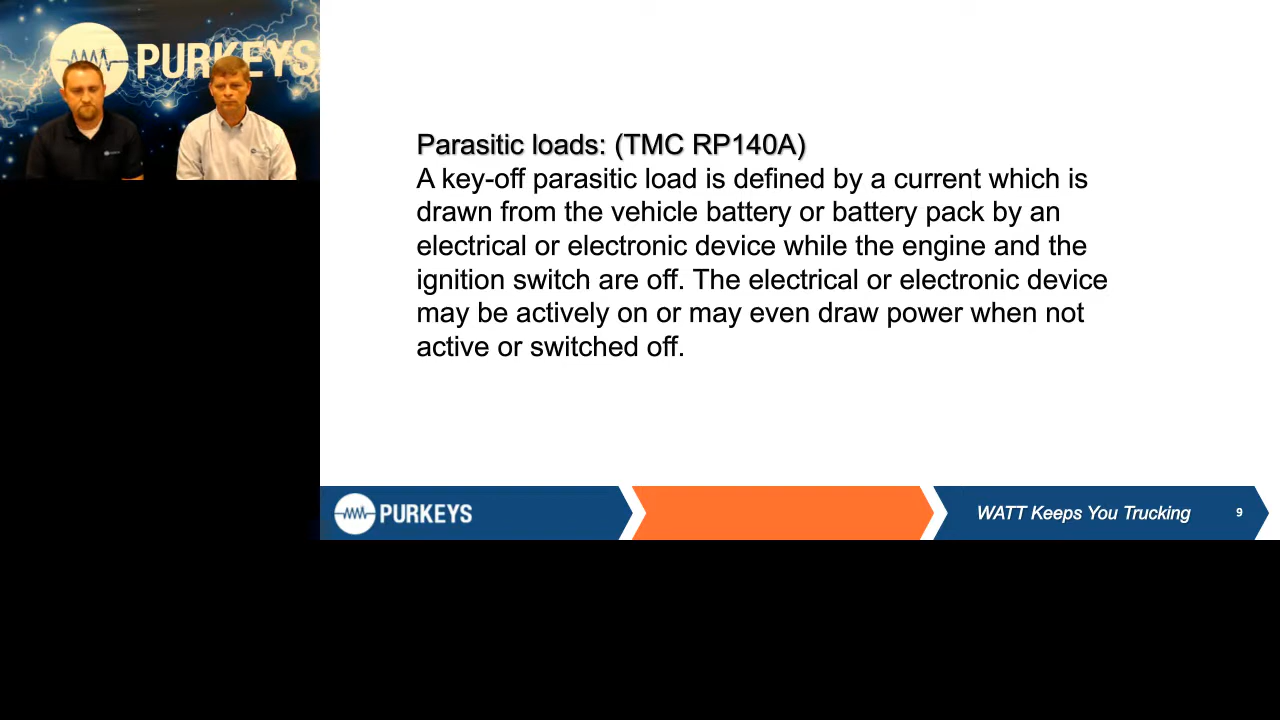 PURKEYS
Parasitic loads: (TMC RP140A)
A key-off parasitic load is defined by a current which is
drawn from the vehicle battery or battery pack by an
electrical or electronic device while the engine and the
ignition switch are off. The electrical or electronic device
may be actively on or may even draw power when not
active or switched off.
PURKEYS
WATT Keeps You Trucking
9